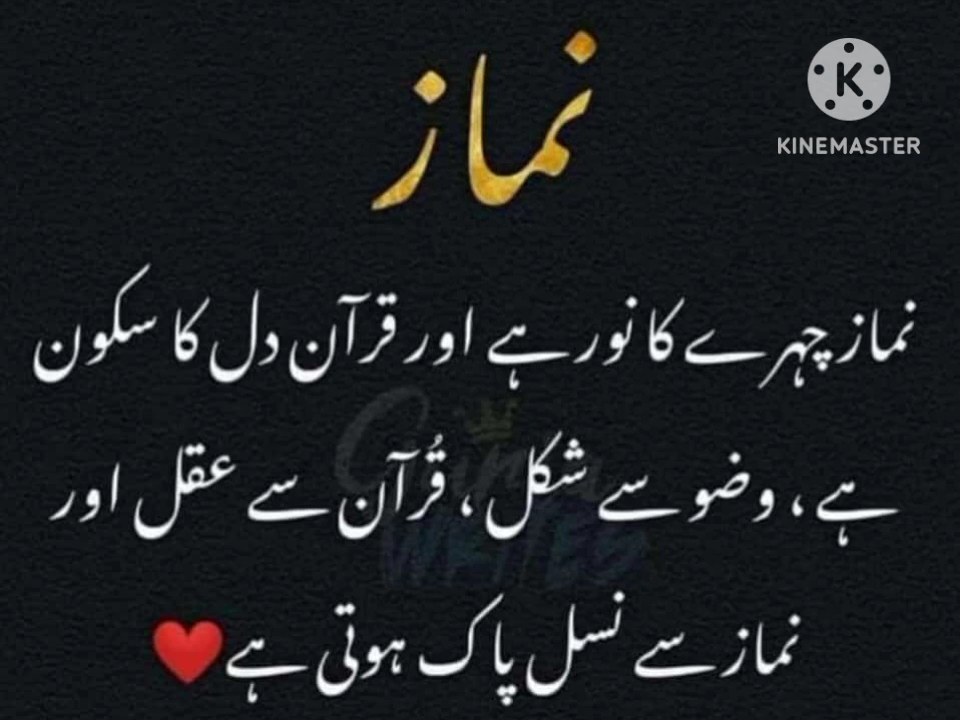 نماز
KINEMASTER
نماز چہرے کا نور ہے اور قرآن دل کا سکون
ہے، وضو سے شکل، قُرآن سے عقل اور
نماز سے نسل پاک ہوتی ہے❤️
WRITES